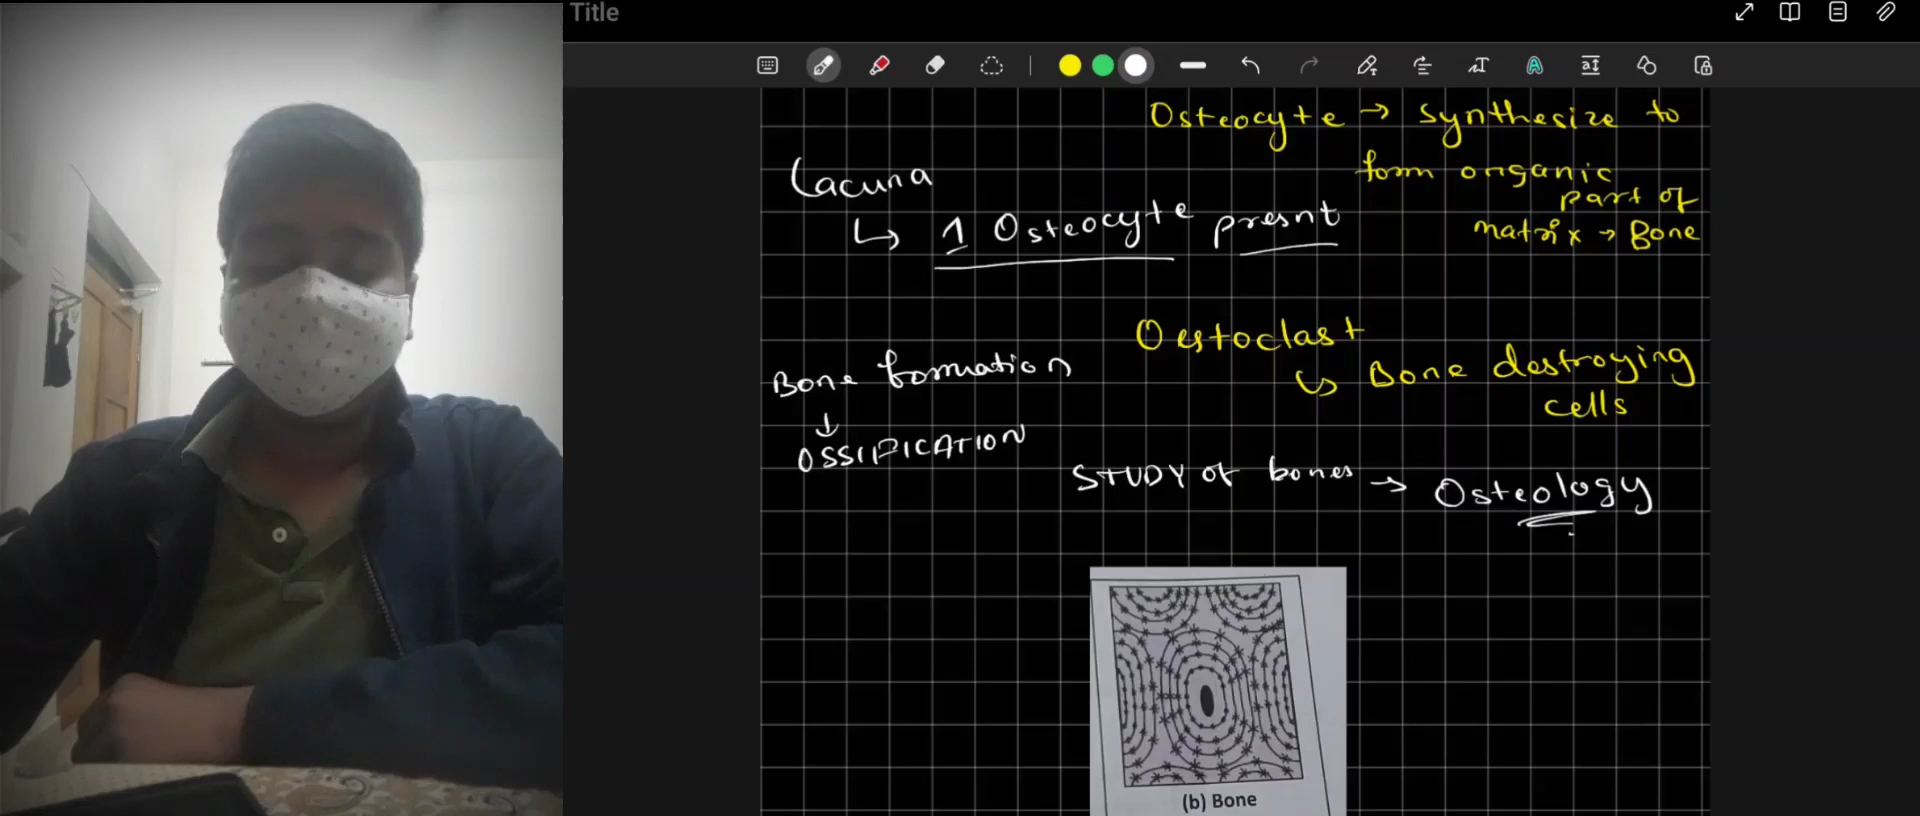 Title
Osteocyte → synthesize to
form organic
part of
matrix → Bone
Lacuna
↳ 1 Osteocyte presnt
Oestoclast
↳ Bone destroying
cells
Bone formation
↓
OSSIFICATION
STUDY of bones → Osteology
(b) Bone